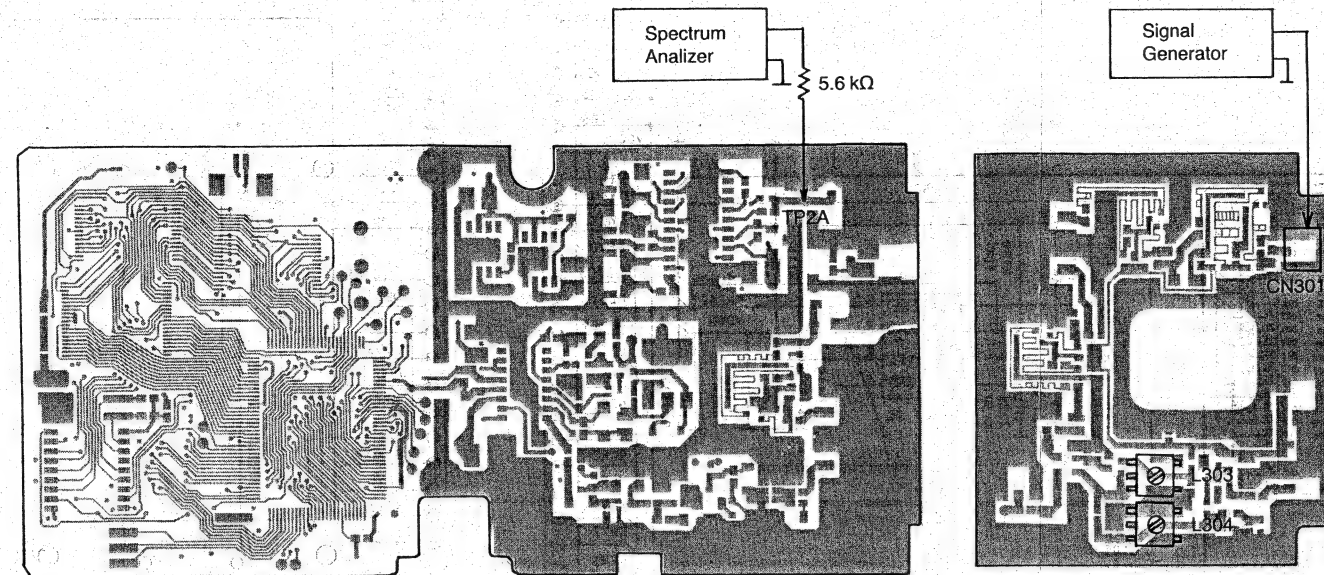 Spectrum
Analizer
5.6 kΩ
Signal
Generator
TP2A
CN301
L303
L304